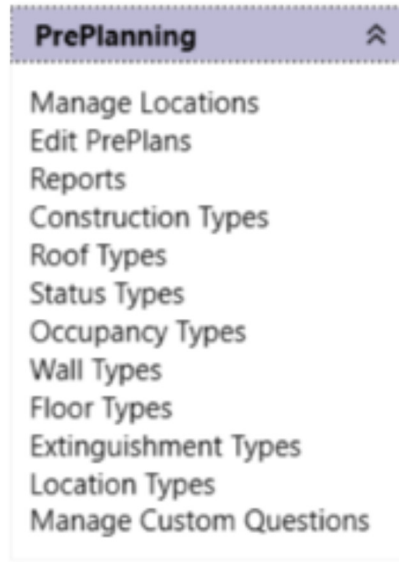 PrePlanning
Manage Locations
Edit PrePlans
Reports
Construction Types
Roof Types
Status Types
Occupancy Types
Wall Types
Floor Types
Extinguishment Types
Location Types
Manage Custom Questions